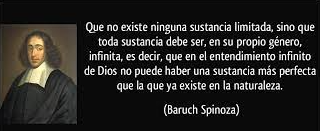 Que no existe ninguna sustancia limitada, sino que
toda sustancia debe ser, en su propio género,
infinita, es decir, que en el entendimiento infinito
de Dios no puede haber una sustancia más perfecta
que la que ya existe en la naturaleza.
(Baruch Spinoza)